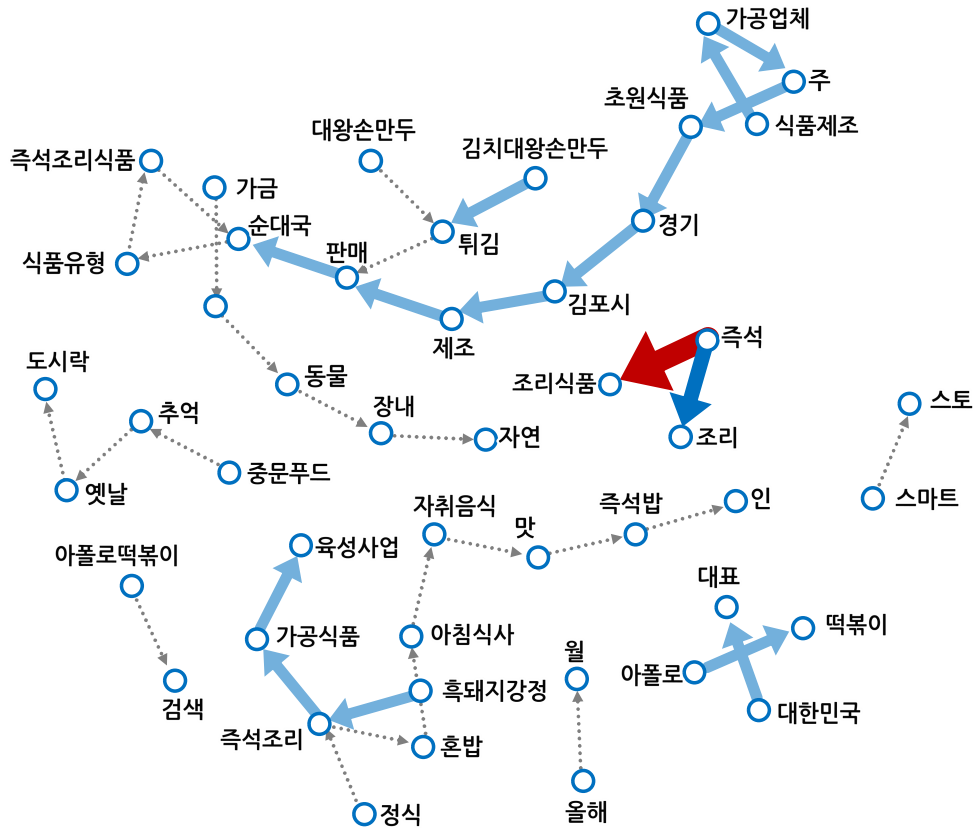 가공업체
주
초원식품
식품제조
대왕손만두
김치대왕손만두
즉석조리식품
가금
순대국
경기
튀김
판매
식품유형
김포시
제조
즉석
도시락
동물
조리식품
장내
스토
추억
자연
조리
중문푸드
옛날
스마트
자취음식
즉석밥
인
맛
육성사업
아폴로떡볶이
대표
떡볶이
가공식품
아침식사
월
아폴로
흑돼지강정
검색
대한민국
즉석조리
혼밥
정식
올해